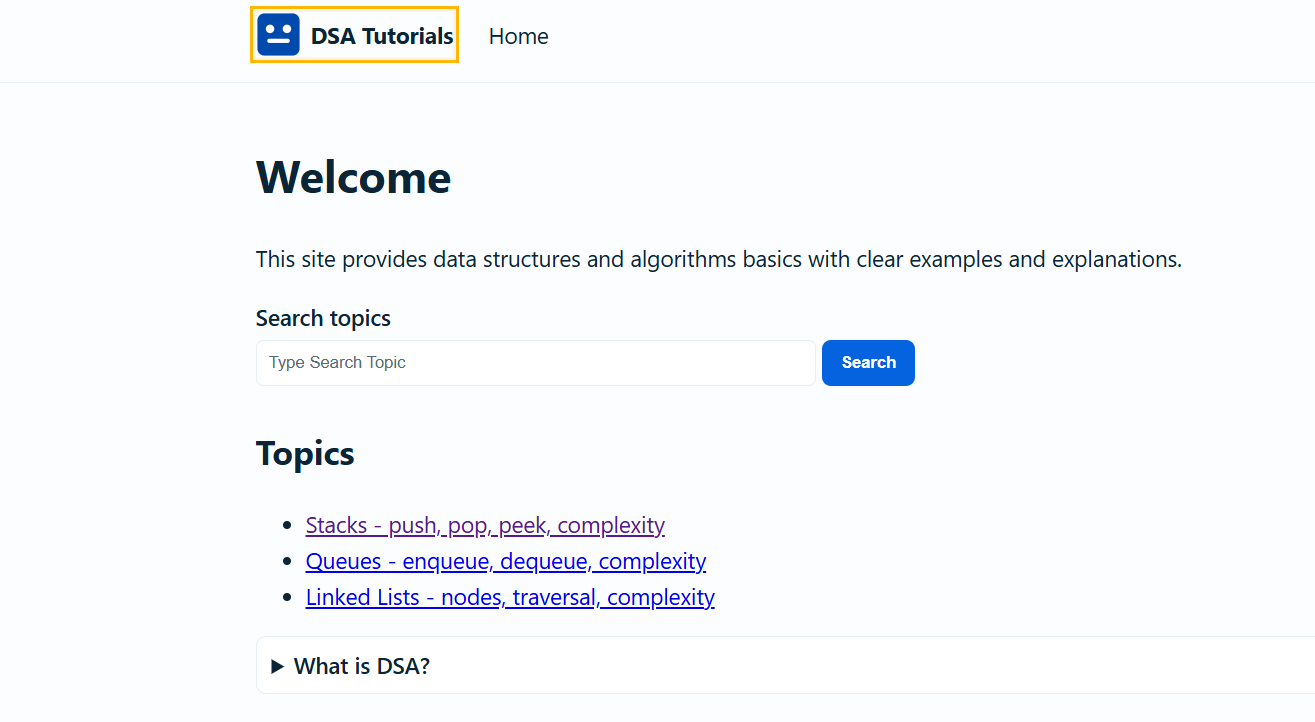 DSA Tutorials Home
Welcome
This site provides data structures and algorithms basics with clear examples and explanations.
Search topics
Type Search Topic Search
Topics
Stacks - push, pop, peek, complexity
Queues - enqueue, dequeue, complexity
Linked Lists - nodes, traversal, complexity
What is DSA?